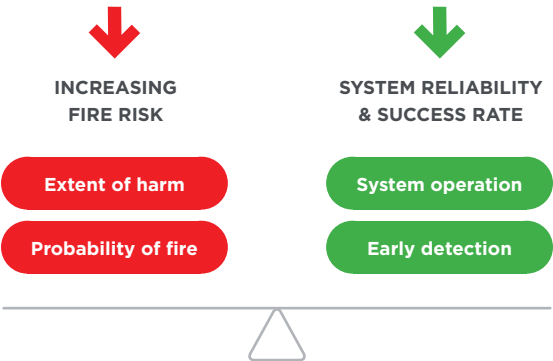 INCREASING
FIRE RISK
Extent of harm
Probability of fire
SYSTEM RELIABILITY
& SUCCESS RATE
System operation
Early detection